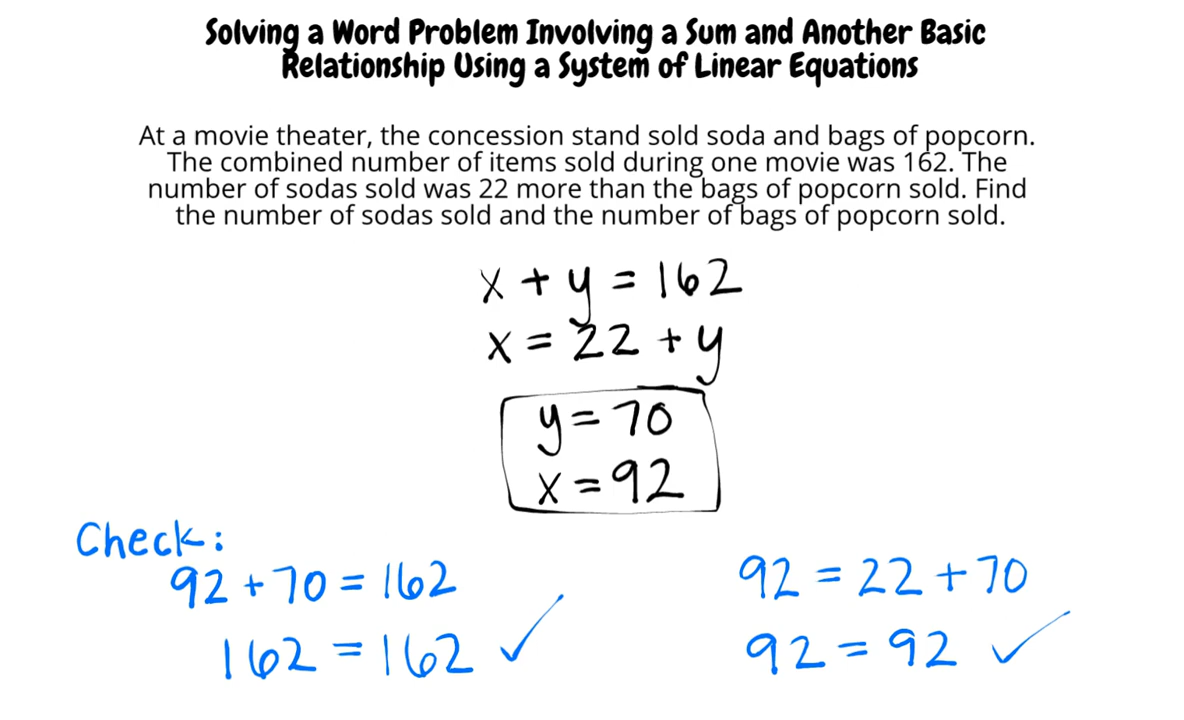 Solving a Word Problem Involving a Sum and Another Basic
Relationship Using a System of Linear Equations
At a movie theater, the concession stand sold soda and bags of popcorn.
The combined number of items sold during one movie was 162. The
number of sodas sold was 22 more than the bags of popcorn sold. Find
the number of sodas sold and the number of bags of popcorn sold.
x + y = 162
x = 22 + y
y = 70
x = 92
Check:
92 + 70 = 162
162 = 162 ✓
92 = 22 + 70
92 = 92 ✓